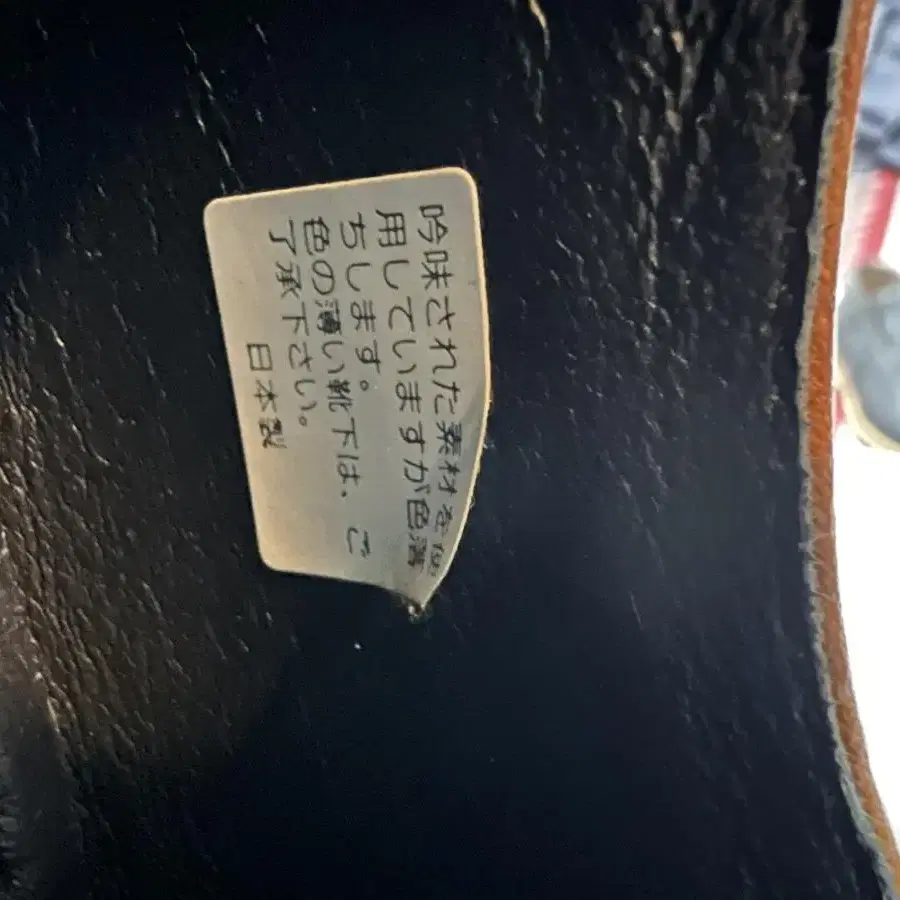 吟味された素材を使
用していますが色落
ちします。
色の薄い靴下は、ご
了承下さい。
日本製